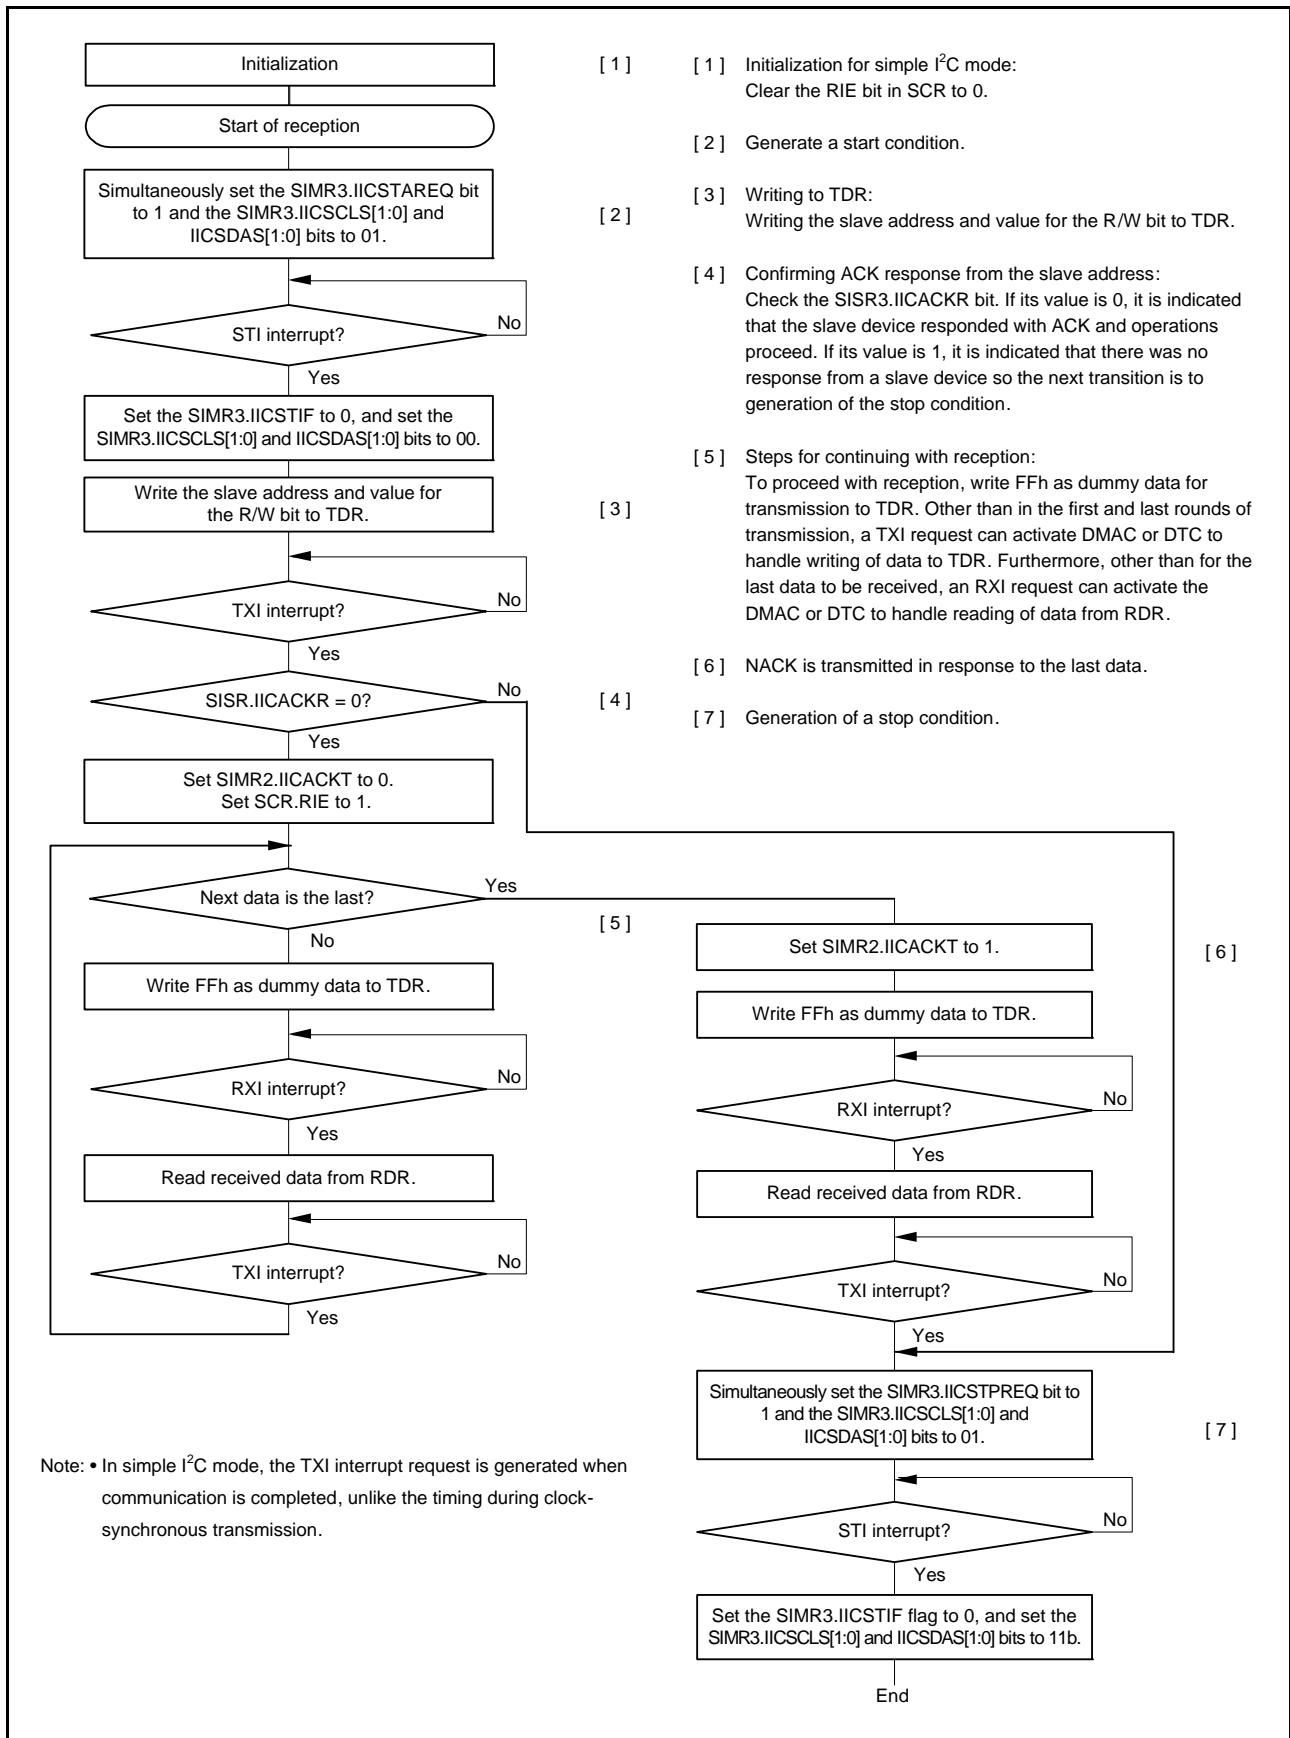 Initialization
[ 1 ]
Start of reception
Simultaneously set the SIMR3.IICSTAREQ bit
to 1 and the SIMR3.IICSCLS[1:0] and
IICSDAS[1:0] bits to 01.
[ 2 ]
STI interrupt?
No
Yes
Set the SIMR3.IICSTIF to 0, and set the
SIMR3.IICSCLS[1:0] and IICSDAS[1:0] bits to 00.
Write the slave address and value for
the R/W bit to TDR.
[ 3 ]
TXI interrupt?
No
Yes
SISR.IICACKR = 0?
No
[ 4 ]
Yes
Set SIMR2.IICACKT to 0.
Set SCR.RIE to 1.
Next data is the last?
Yes
[ 5 ]
No
Write FFh as dummy data to TDR.
RXI interrupt?
No
Yes
Read received data from RDR.
TXI interrupt?
No
Yes
[ 1 ] Initialization for simple I²C mode:
Clear the RIE bit in SCR to 0.
[ 2 ] Generate a start condition.
[ 3 ] Writing to TDR:
Writing the slave address and value for the R/W bit to TDR.
[ 4 ] Confirming ACK response from the slave address:
Check the SISR3.IICACKR bit. If its value is 0, it is indicated
that the slave device responded with ACK and operations
proceed. If its value is 1, it is indicated that there was no
response from a slave device so the next transition is to
generation of the stop condition.
[ 5 ] Steps for continuing with reception:
To proceed with reception, write FFh as dummy data for
transmission to TDR. Other than in the first and last rounds of
transmission, a TXI request can activate DMAC or DTC to
handle writing of data to TDR. Furthermore, other than for the
last data to be received, an RXI request can activate the
DMAC or DTC to handle reading of data from RDR.
[ 6 ] NACK is transmitted in response to the last data.
[ 7 ] Generation of a stop condition.
Set SIMR2.IICACKT to 1.
[ 6 ]
Write FFh as dummy data to TDR.
RXI interrupt?
No
Yes
Read received data from RDR.
TXI interrupt?
No
Yes
Simultaneously set the SIMR3.IICSTPREQ bit to
1 and the SIMR3.IICSCLS[1:0] and
IICSDAS[1:0] bits to 01.
[ 7 ]
STI interrupt?
No
Yes
Set the SIMR3.IICSTIF flag to 0, and set the
SIMR3.IICSCLS[1:0] and IICSDAS[1:0] bits to 11b.
End
Note: • In simple I²C mode, the TXI interrupt request is generated when
communication is completed, unlike the timing during clock-
synchronous transmission.